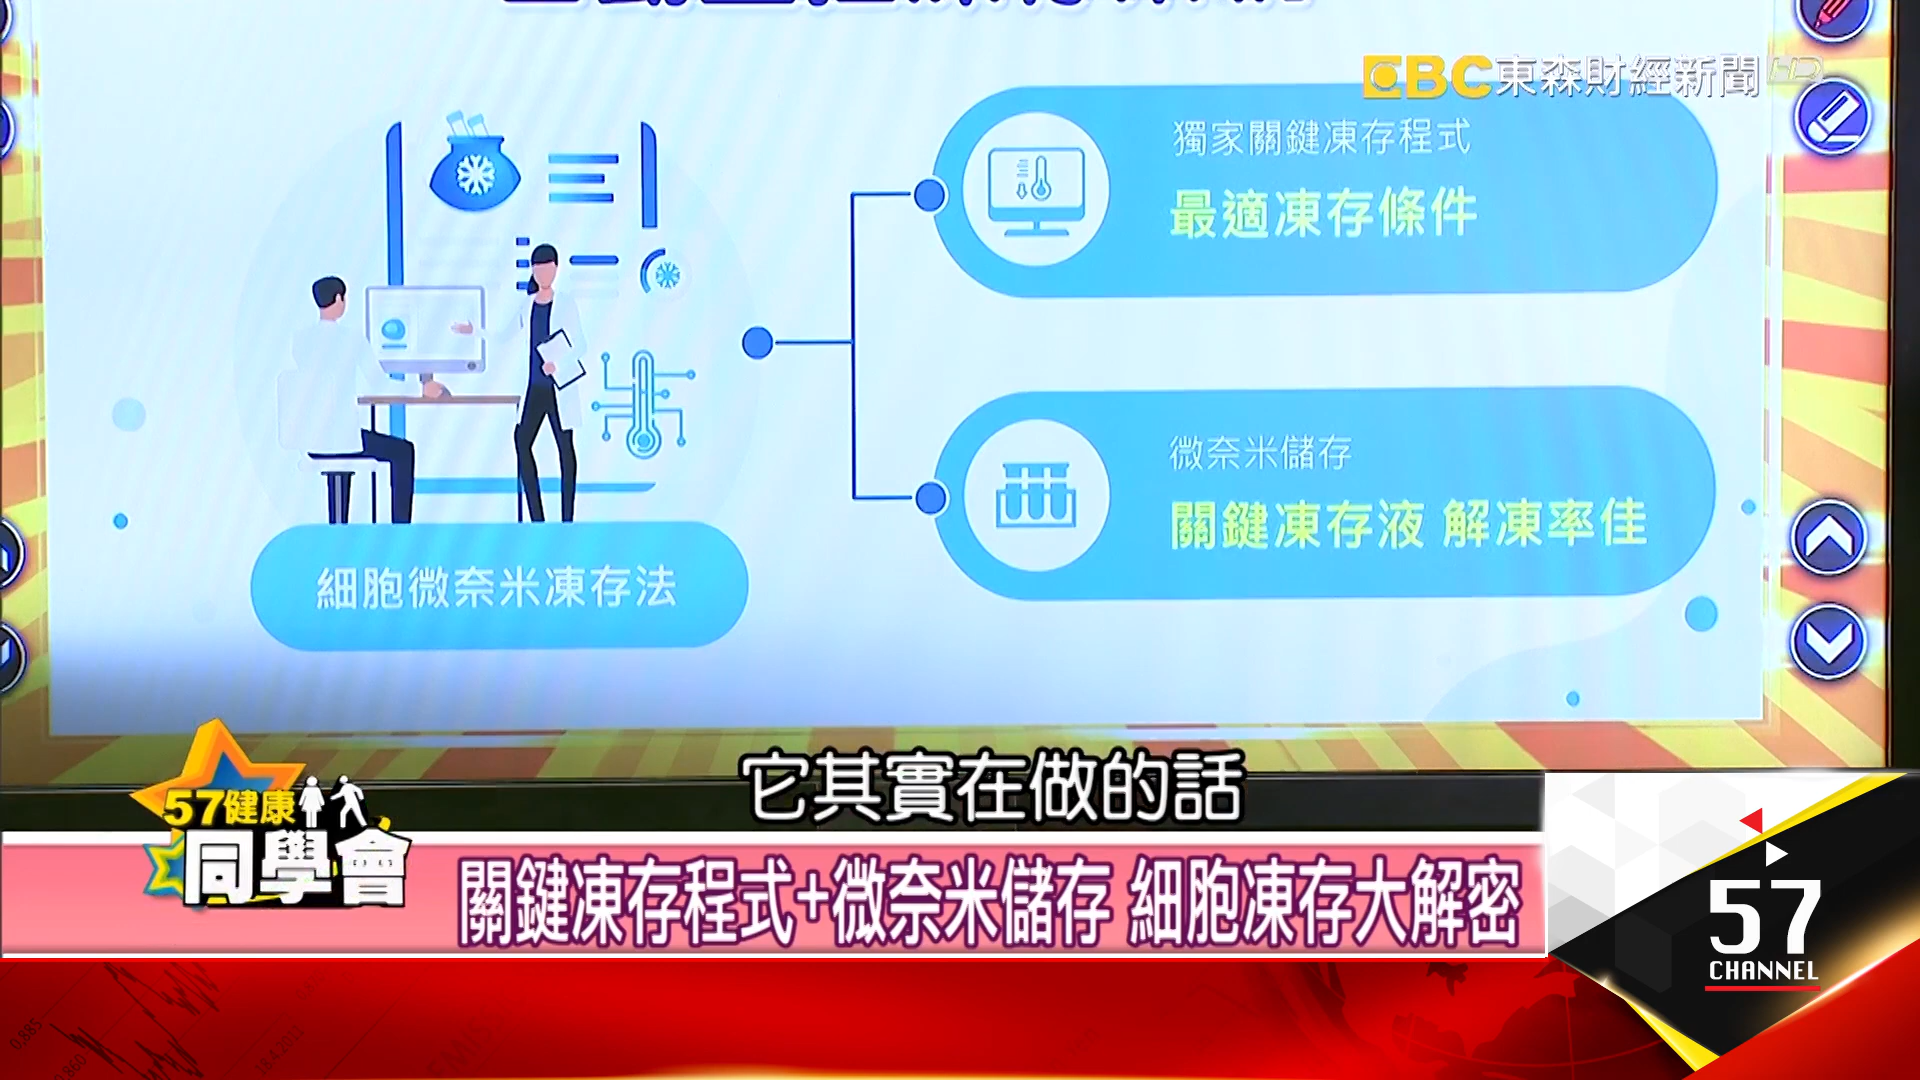 EBC 東森財經新聞 HD
獨家關鍵凍存程式
最適凍存條件
微奈米儲存
關鍵凍存液 解凍率佳
細胞微奈米凍存法
它其實在做的話
57健康
同學會
關鍵凍存程式+微奈米儲存 細胞凍存大解密
57
CHANNEL